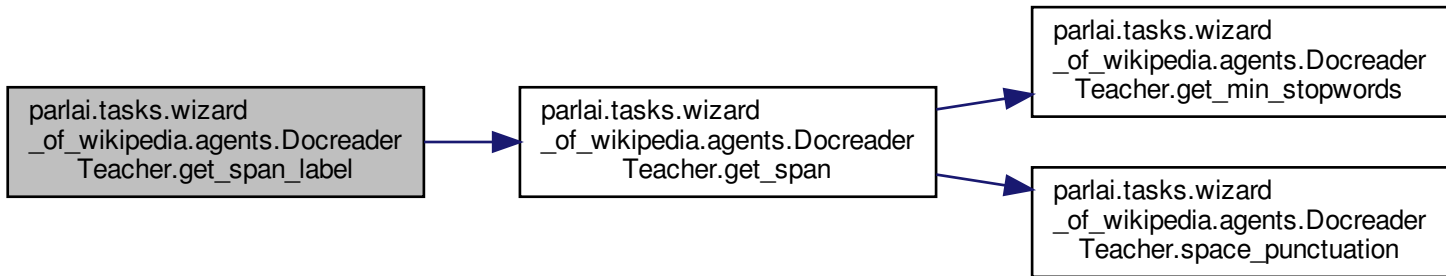 parlai.tasks.wizard
_of_wikipedia.agents.Docreader
Teacher.get_span_label
parlai.tasks.wizard
_of_wikipedia.agents.Docreader
Teacher.get_span
parlai.tasks.wizard
_of_wikipedia.agents.Docreader
Teacher.get_min_stopwords
parlai.tasks.wizard
_of_wikipedia.agents.Docreader
Teacher.space_punctuation